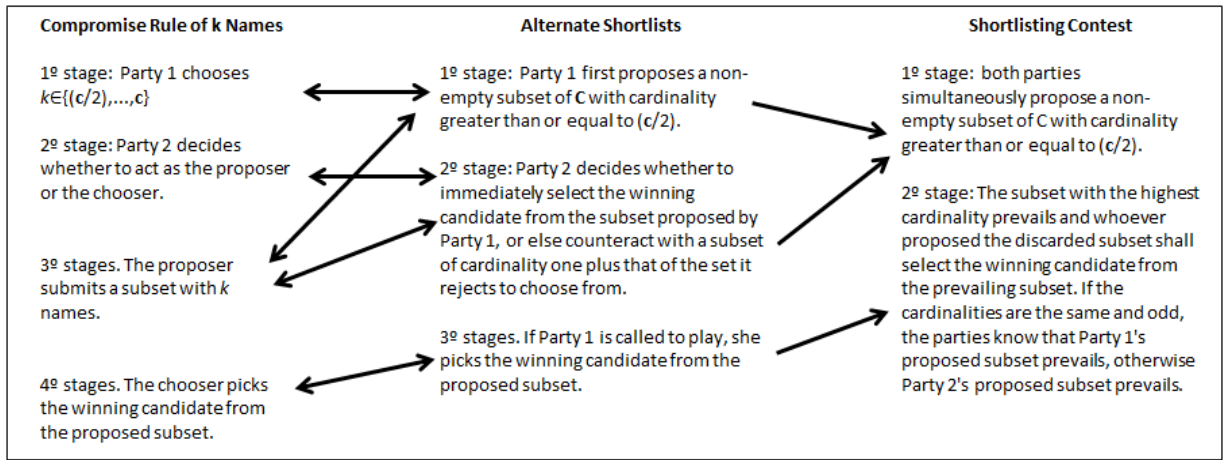 Compromise Rule of k Names
1º stage: Party 1 chooses
k∈{(c/2),...,c}
2º stage: Party 2 decides
whether to act as the proposer
or the chooser.
3º stages. The proposer
submits a subset with k
names.
4º stages. The chooser picks
the winning candidate from
the proposed subset.
Alternate Shortlists
1º stage: Party 1 first proposes a non-
empty subset of C with cardinality
greater than or equal to (c/2).
2º stage: Party 2 decides whether to
immediately select the winning
candidate from the subset proposed by
Party 1, or else counteract with a subset
of cardinality one plus that of the set it
rejects to choose from.
3º stages. If Party 1 is called to play, she
picks the winning candidate from the
proposed subset.
Shortlisting Contest
1º stage: both parties
simultaneously propose a non-
empty subset of C with cardinality
greater than or equal to (c/2).
2º stage: The subset with the highest
cardinality prevails and whoever
proposed the discarded subset shall
select the winning candidate from
the prevailing subset. If the
cardinalities are the same and odd,
the parties know that Party 1's
proposed subset prevails, otherwise
Party 2's proposed subset prevails.